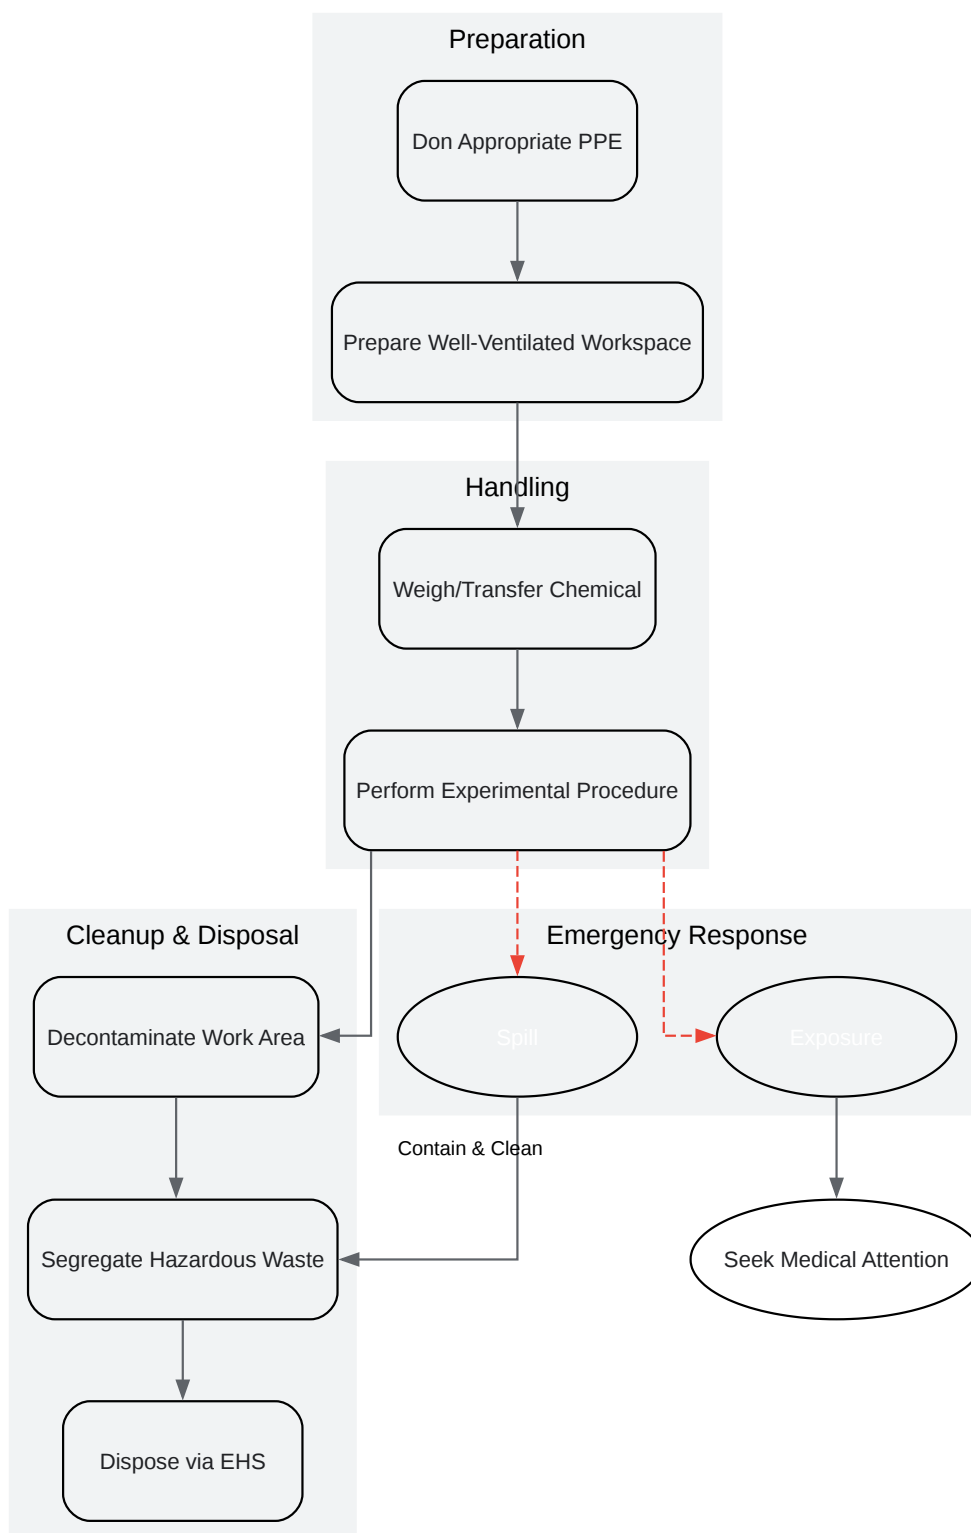 Preparation
Don Appropriate PPE
Prepare Well-Ventilated Workspace
Handling
Weigh/Transfer Chemical
Perform Experimental Procedure
Cleanup & Disposal
Emergency Response
Decontaminate Work Area
Spill
Exposure
Contain & Clean
Segregate Hazardous Waste
Seek Medical Attention
Dispose via EHS